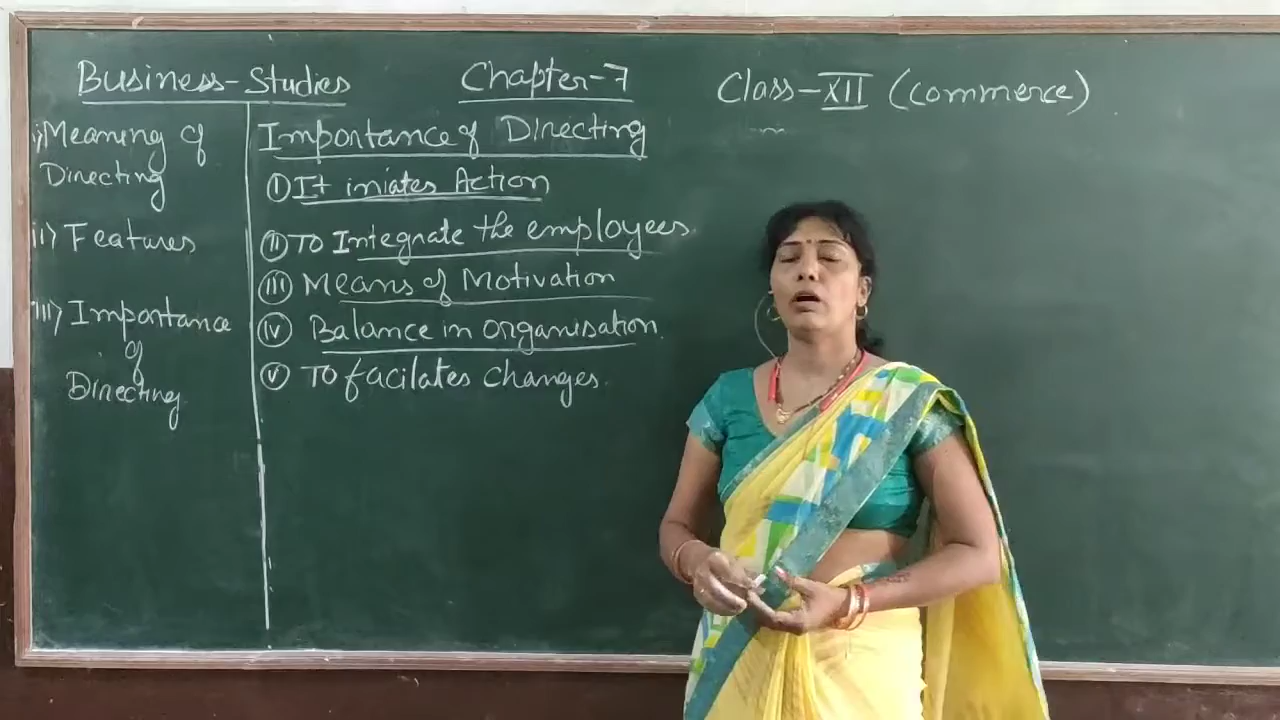 Business-Studies
Chapter-7
Class-XII (commerce)
i) Meaning of
Directing
ii) Features
iii) Importance
of
Directing
Importance of Directing
(I) It iniates Action
(II) To Integrate the employees.
(III) Means of Motivation
(IV) Balance in organisation.
(V) To facilates changes.